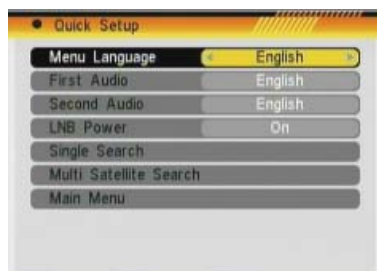 Quick Setup
Menu Language English
First Audio English
Second Audio English
LNB Power On
Single Search
Multi Satellite Search
Main Menu